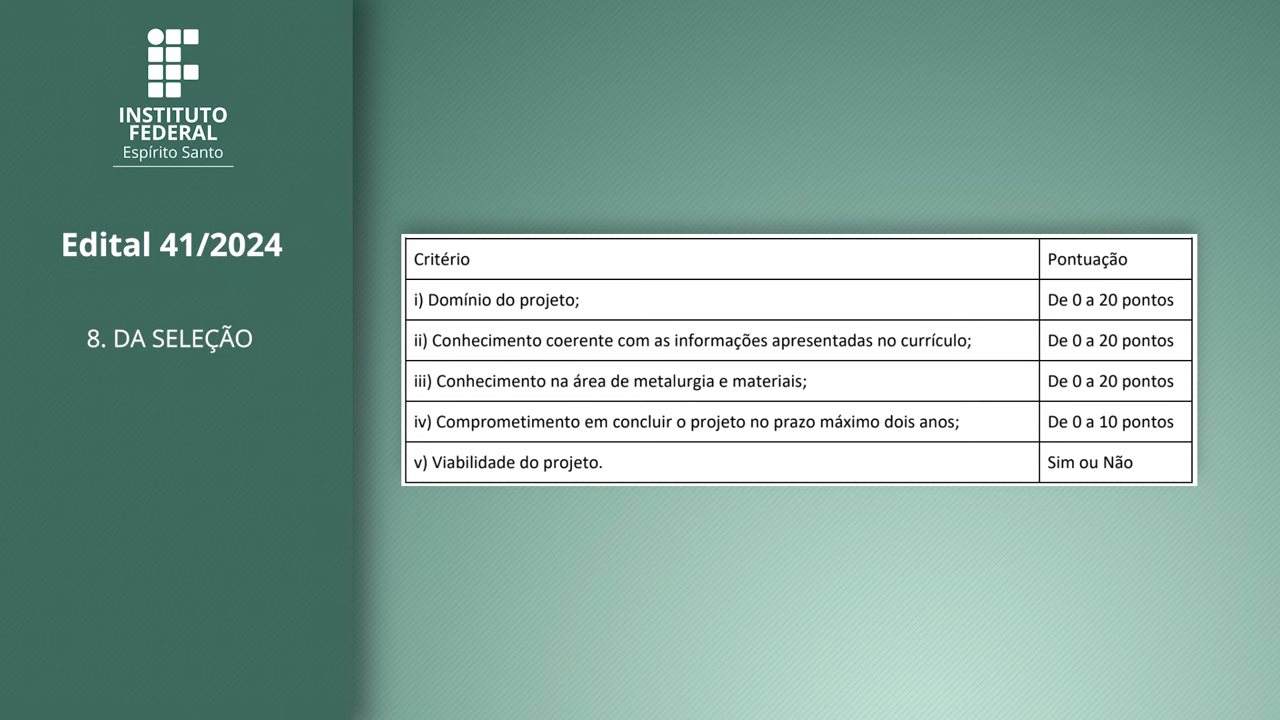 INSTITUTO
FEDERAL
Espírito Santo
Edital 41/2024
8. DA SELEÇÃO
Critério Pontuação
i) Domínio do projeto; De 0 a 20 pontos
ii) Conhecimento coerente com as informações apresentadas no currículo; De 0 a 20 pontos
iii) Conhecimento na área de metalurgia e materiais; De 0 a 20 pontos
iv) Comprometimento em concluir o projeto no prazo máximo dois anos; De 0 a 10 pontos
v) Viabilidade do projeto. Sim ou Não